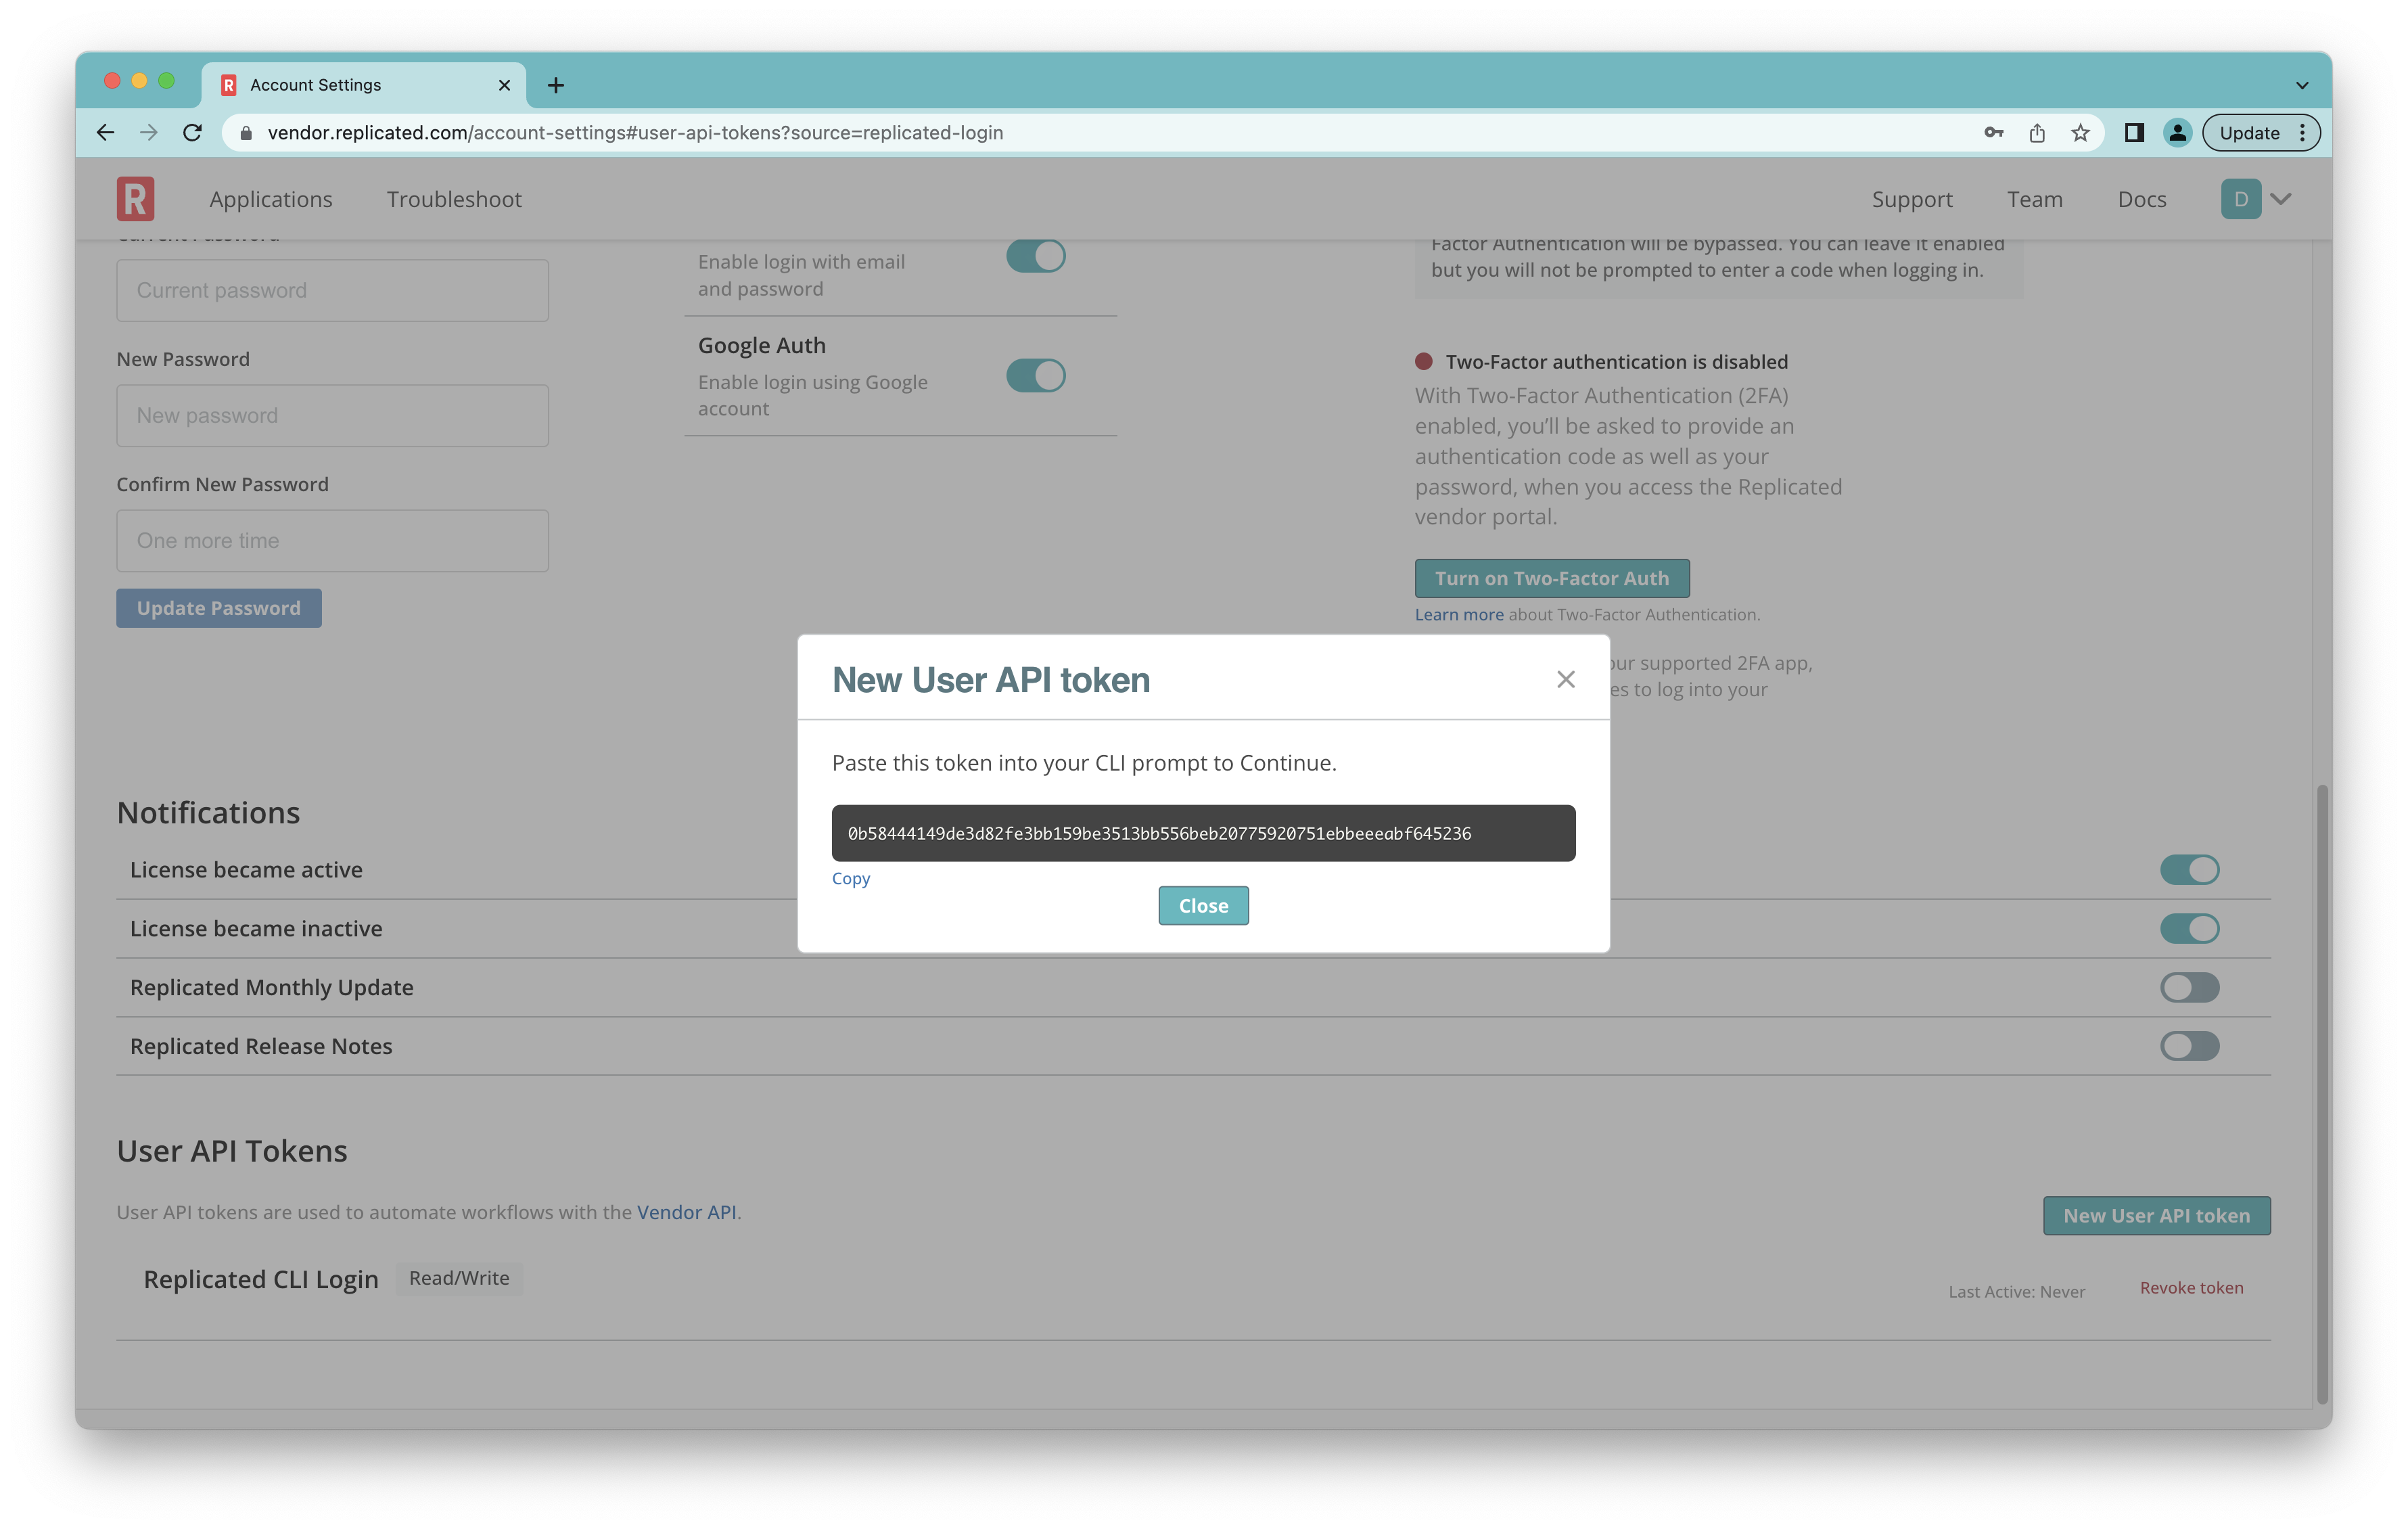 Account Settings
vendor.replicated.com/account-settings#user-api-tokens?source=replicated-login
Update
R
Applications
Troubleshoot
Support
Team
Docs
D
Current password
New Password
New password
Confirm New Password
One more time
Update Password
Enable login with email
and password
Google Auth
Enable login using Google
account
Factor Authentication will be bypassed. You can leave it enabled
but you will not be prompted to enter a code when logging in.
Two-Factor authentication is disabled
With Two-Factor Authentication (2FA)
enabled, you’ll be asked to provide an
authentication code as well as your
password, when you access the Replicated
vendor portal.
Turn on Two-Factor Auth
Learn more about Two-Factor Authentication.
supported 2FA app,
to log into your
New User API token
Paste this token into your CLI prompt to Continue.
0b58444149de3d82fe3bb159be3513bb556beb20775920751ebbeeeabf645236
Copy
Close
Notifications
License became active
License became inactive
Replicated Monthly Update
Replicated Release Notes
User API Tokens
User API tokens are used to automate workflows with the Vendor API.
New User API token
Replicated CLI Login
Read/Write
Last Active: Never
Revoke token